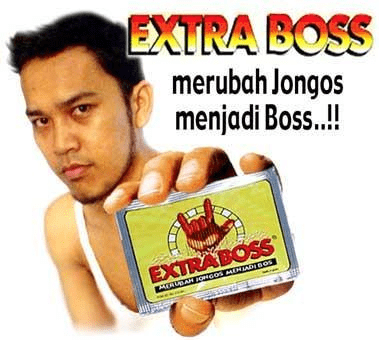 EXTRA BOSS
merubah Jongos
menjadi Boss..!!
EXTRA BOSS
MERUBAH JONGOS MENJADI BOS